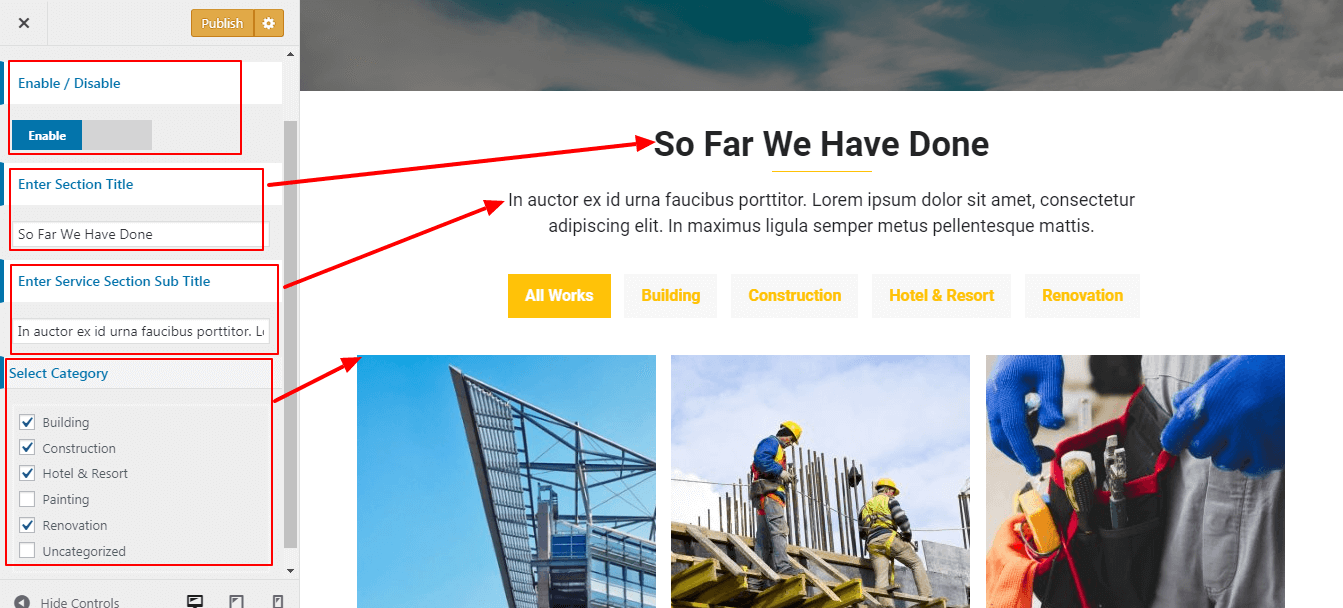 Publish
Enable / Disable
Enable
Enter Section Title
So Far We Have Done
Enter Service Section Sub Title
In auctor ex id urna faucibus porttitor. Lo
Select Category
Building
Construction
Hotel & Resort
Painting
Renovation
Uncategorized
Hide Controls
So Far We Have Done
In auctor ex id urna faucibus porttitor. Lorem ipsum dolor sit amet, consectetur
adipiscing elit. In maximus ligula semper metus pellentesque mattis.
All Works Building Construction Hotel & Resort Renovation